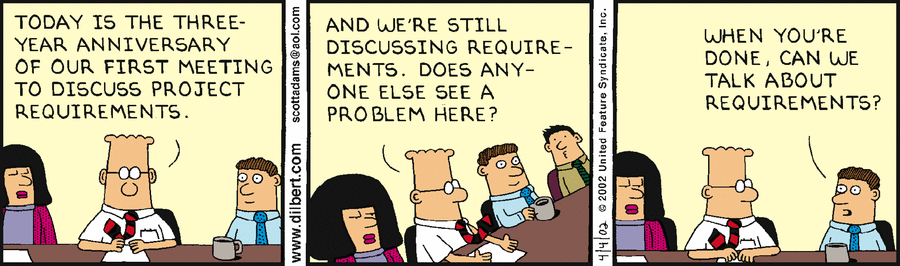 TODAY IS THE THREE-
YEAR ANNIVERSARY
OF OUR FIRST MEETING
TO DISCUSS PROJECT
REQUIREMENTS.
www.dilbert.com
scottadams@aol.com
AND WE'RE STILL
DISCUSSING REQUIRE-
MENTS. DOES ANY-
ONE ELSE SEE A
PROBLEM HERE?
4/4/02 © 2002 United Feature Syndicate, Inc.
WHEN YOU'RE
DONE, CAN WE
TALK ABOUT
REQUIREMENTS?